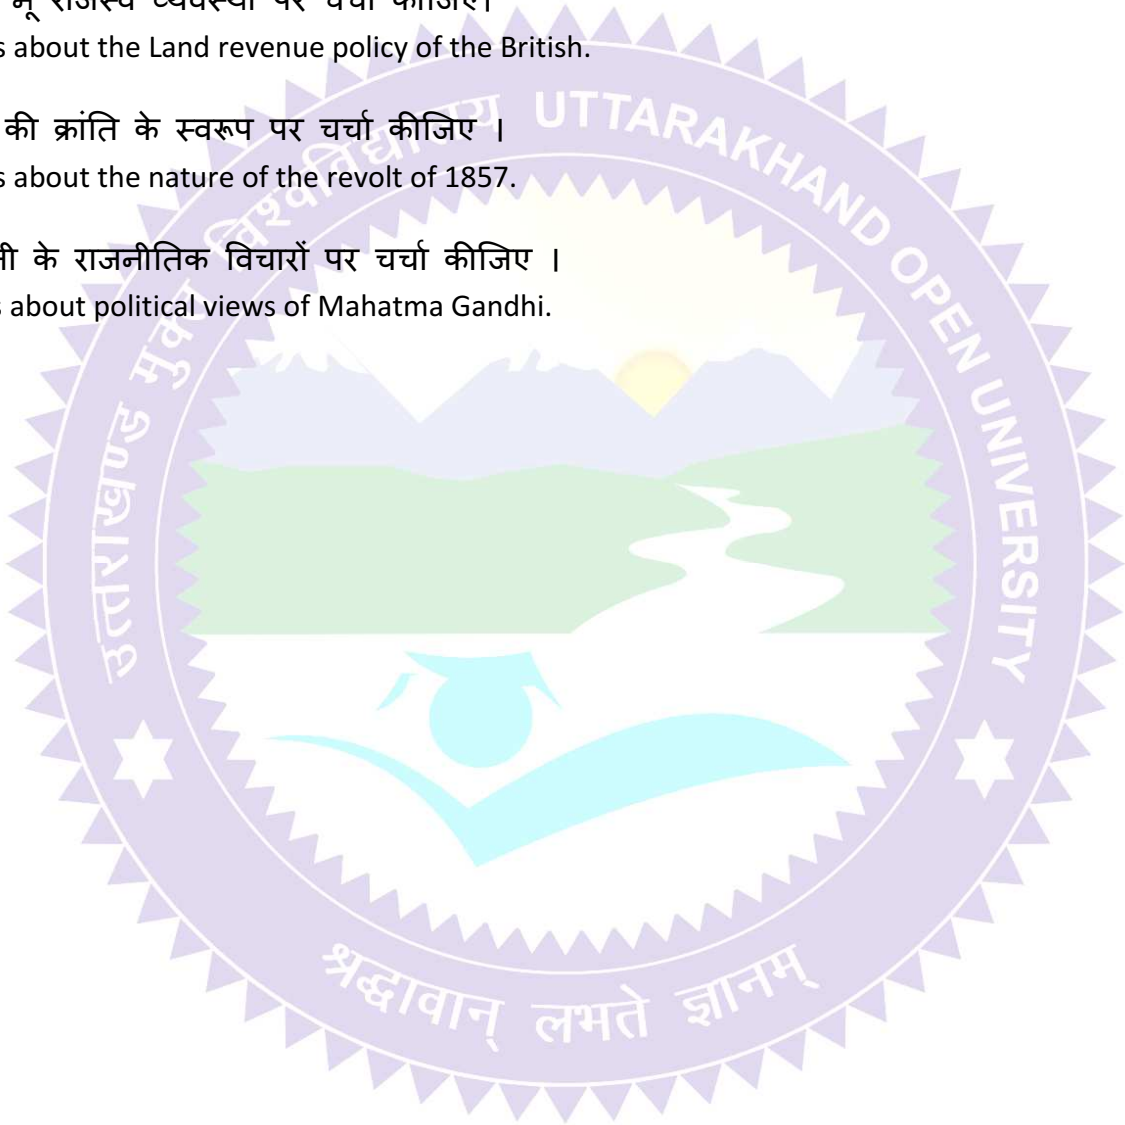 भू राजस्व व्यवस्था पर चर्चा कीजिए।
s about the Land revenue policy of the British.
की क्रांति के स्वरूप पर चर्चा कीजिए ।
s about the nature of the revolt of 1857.
के राजनीतिक विचारों पर चर्चा कीजिए ।
s about political views of Mahatma Gandhi.
उत्तराखण्ड मुक्त विश्वविद्यालय
UTTARAKHAND OPEN UNIVERSITY
श्रद्धावान् लभते ज्ञानम्